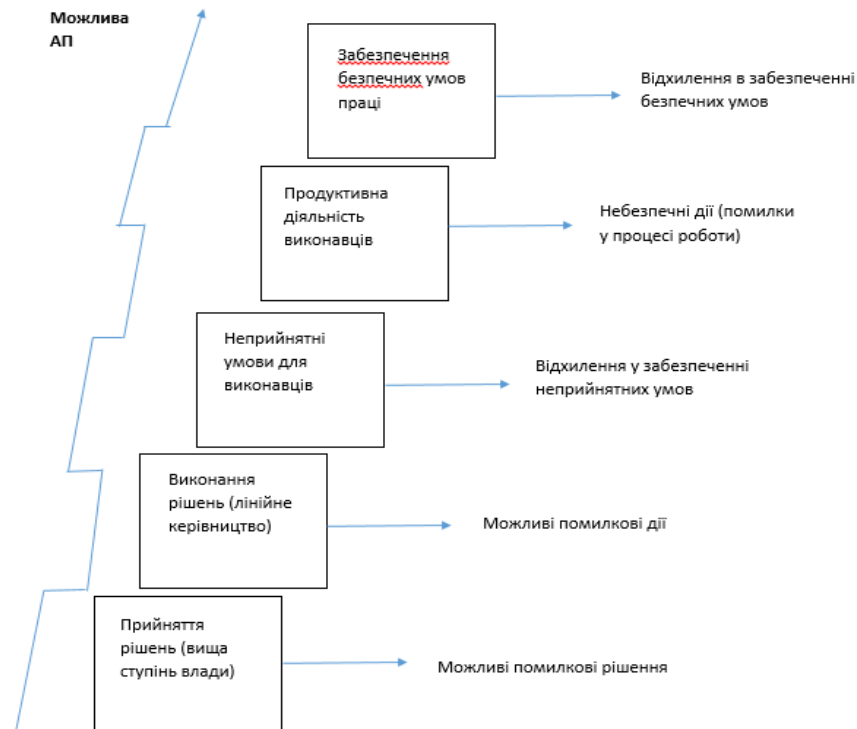 Можлива
АП
Забезпечення
безпечних умов
праці
Відхилення в забезпеченні
безпечних умов
Продуктивна
діяльність
виконавців
Небезпечні дії (помилки
у процесі роботи)
Неприйнятні
умови для
виконавців
Відхилення у забезпеченні
неприйнятних умов
Виконання
рішень (лінійне
керівництво)
Можливі помилкові дії
Прийняття
рішень (вища
ступінь влади)
Можливі помилкові рішення